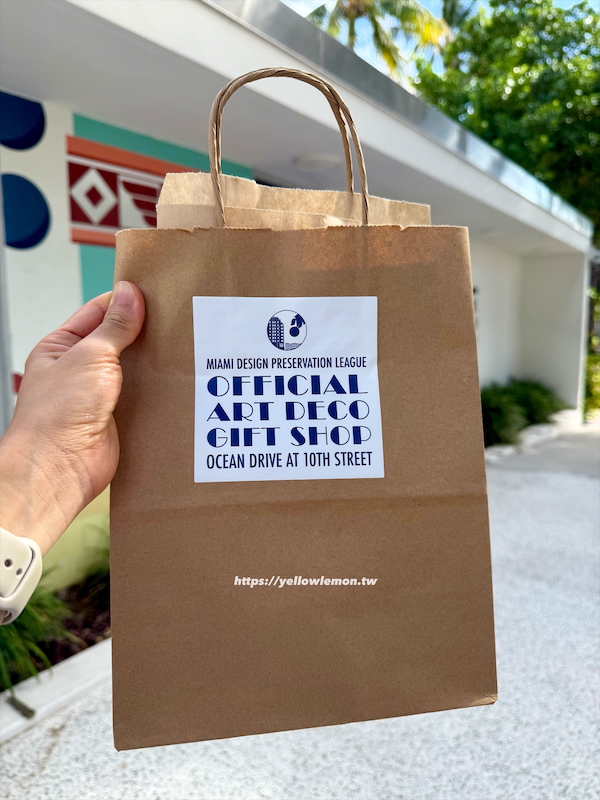 MIAMI DESIGN PRESERVATION LEAGUE
OFFICIAL
ART DECO
GIFT SHOP
OCEAN DRIVE AT 10TH STREET
https://yellowlemon.tw